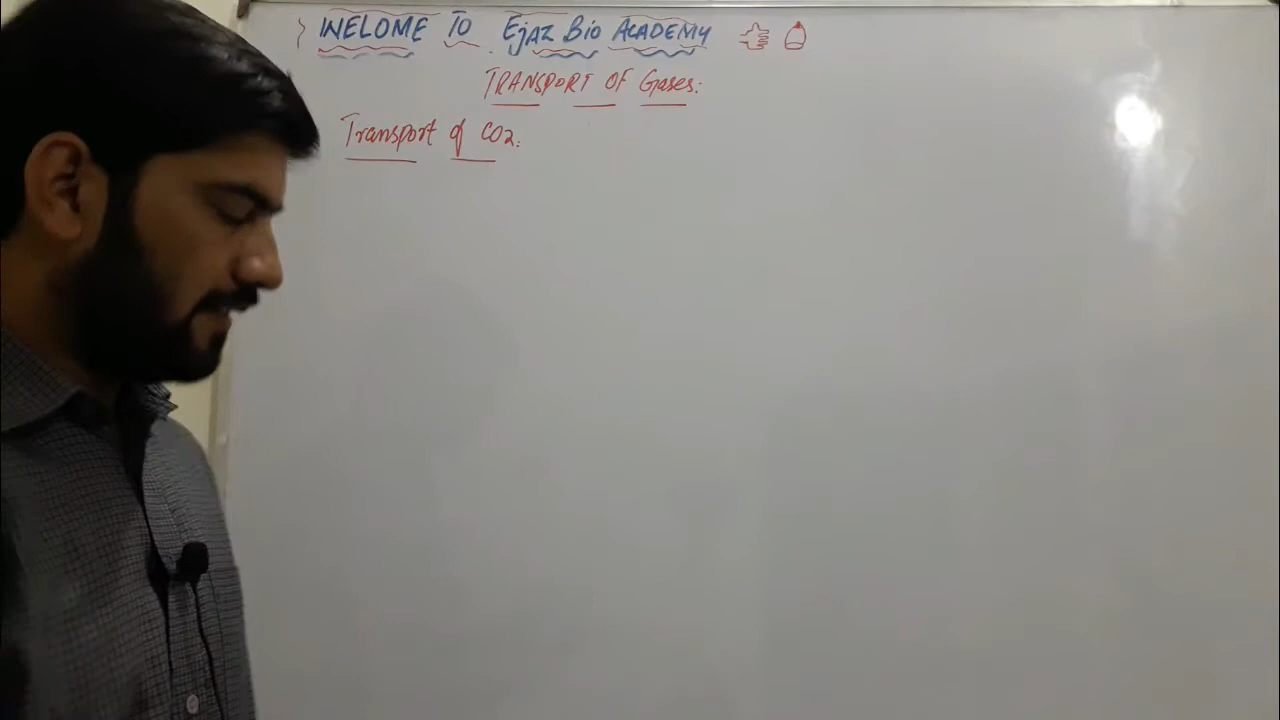 WELOME TO Ejaz Bio ACADEMY
TRANSPORT OF Gases:
Transport of CO2: